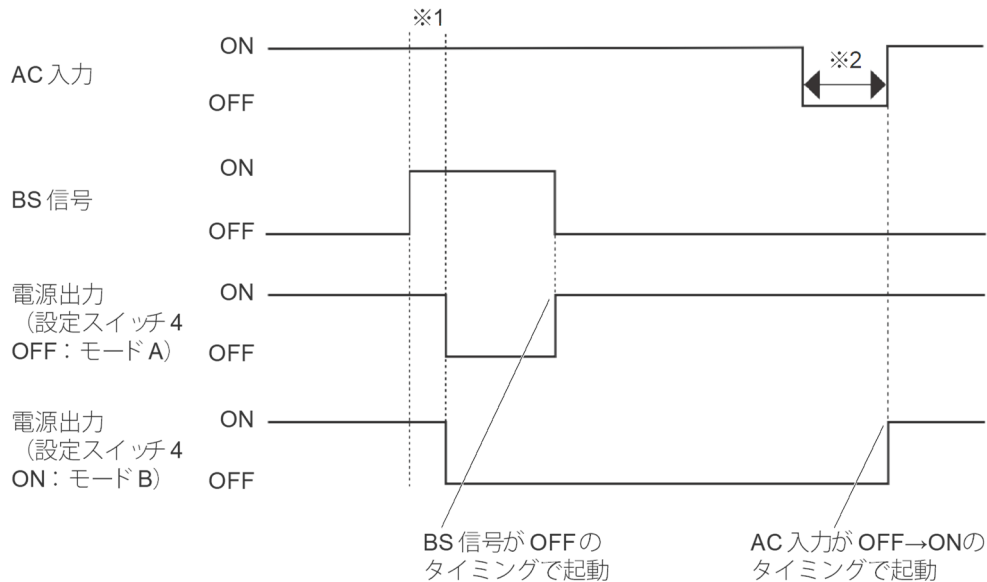 ※1
ON
AC 入力
※2
OFF
ON
BS 信号
OFF
電源出力
ON
（設定スイッチ4
OFF：モード A）
OFF
電源出力
ON
（設定スイッチ4
ON：モード B）
OFF
BS 信号が OFF の
タイミングで起動
AC 入力が OFF→ONの
タイミングで起動